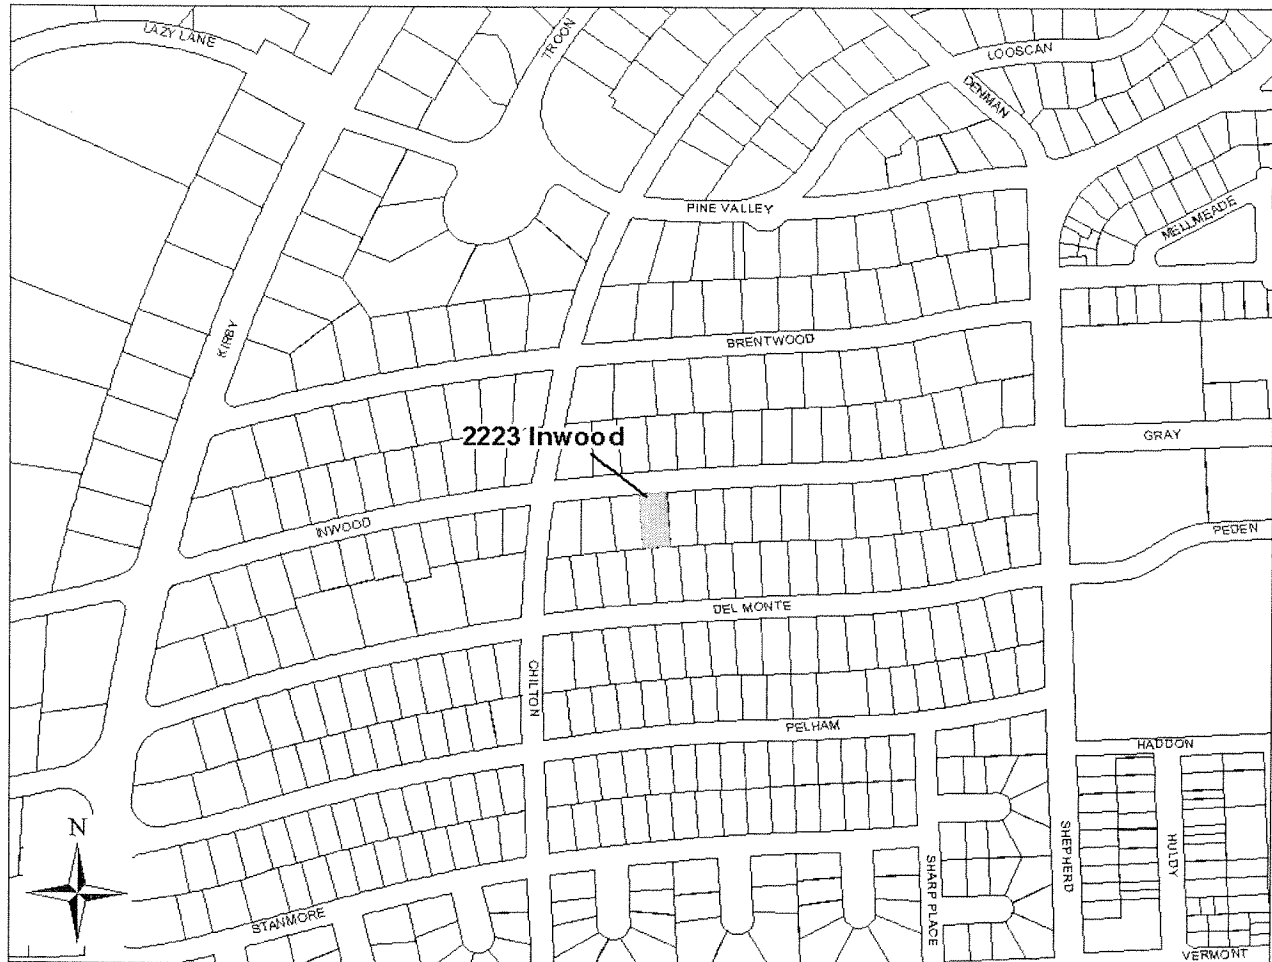 LAZY LANE
TROON
LOOSCAN
DENMAN
PINE VALLEY
MELLMEADE
KIRBY
BRENTWOOD
2223 Inwood
GRAY
INWOOD
PEDEN
DEL MONTE
CHILTON
PELHAM
HADDON
N
SHEPHERD
HULDY
SHARP PLACE
STANMORE
VERMONT